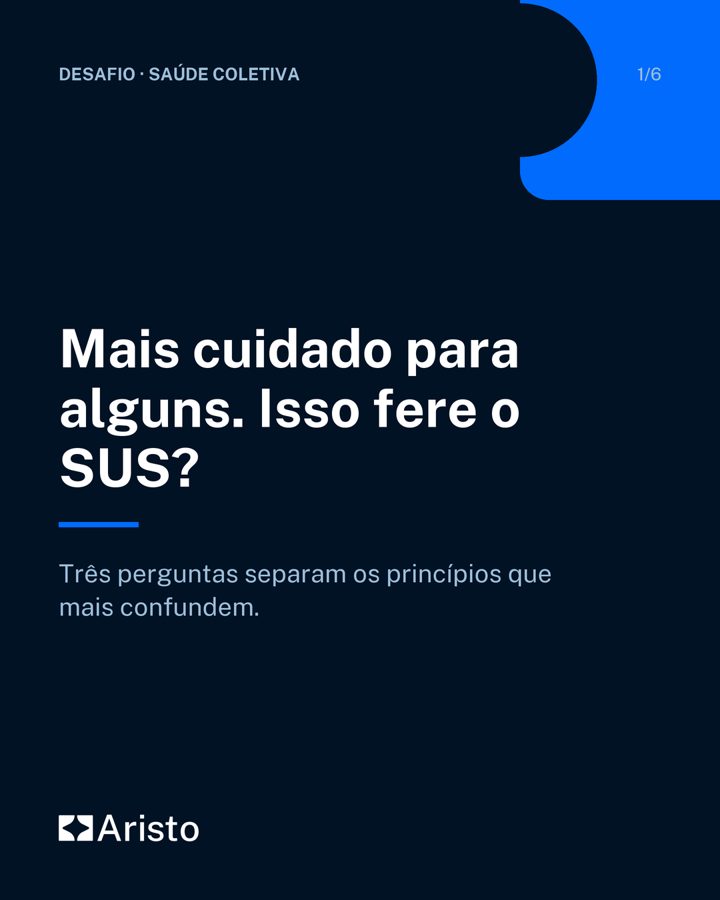 DESAFIO · SAÚDE COLETIVA
1/6
Mais cuidado para
alguns. Isso fere o
SUS?
Três perguntas separam os princípios que
mais confundem.
Aristo